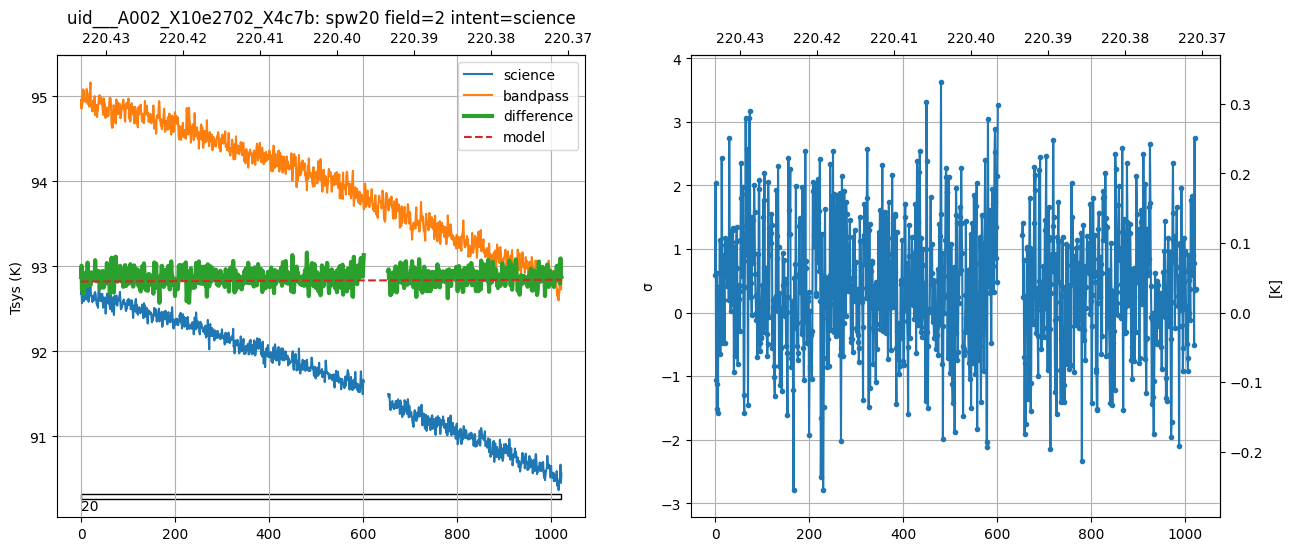 uid___A002_X10e2702_X4c7b: spw20 field=2 intent=science
220.43 220.42 220.41 220.40 220.39 220.38 220.37
science
bandpass
difference
model
95
94
93
92
91
Tsys (K)
20
0 200 400 600 800 1000
220.43 220.42 220.41 220.40 220.39 220.38 220.37
4
3
2
1
0
−1
−2
−3
σ
0.3
0.2
0.1
0.0
−0.1
−0.2
[K]
0 200 400 600 800 1000